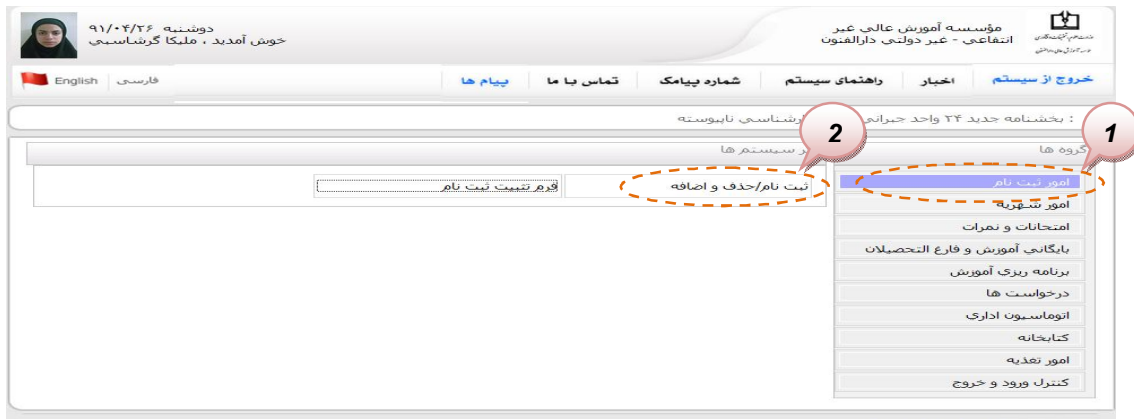 مؤسسه آموزش عالی غیر
انتفاعی - غیر دولتی دارالفنون
دوشنبه ۹۱/۰۴/۲۶
خوش آمدید ، ملیکا گرشاسبی
خروج از سیستم
اخبار
راهنمای سیستم
شماره پیامک
تماس با ما
پیام ها
فارسی
English
: بخشنامه جدید ۲۴ واحد جبرانی ناپیوسته
2
1
گروه ها
سیستم ها
امور ثبت نام
ثبت نام/حذف و اضافه
فرم تثبیت ثبت نام
امور شهریه
امتحانات و نمرات
بایگانی آموزش و فارغ التحصیلان
برنامه ریزی آموزش
درخواست ها
اتوماسیون اداری
کتابخانه
امور تغذیه
کنترل ورود و خروج